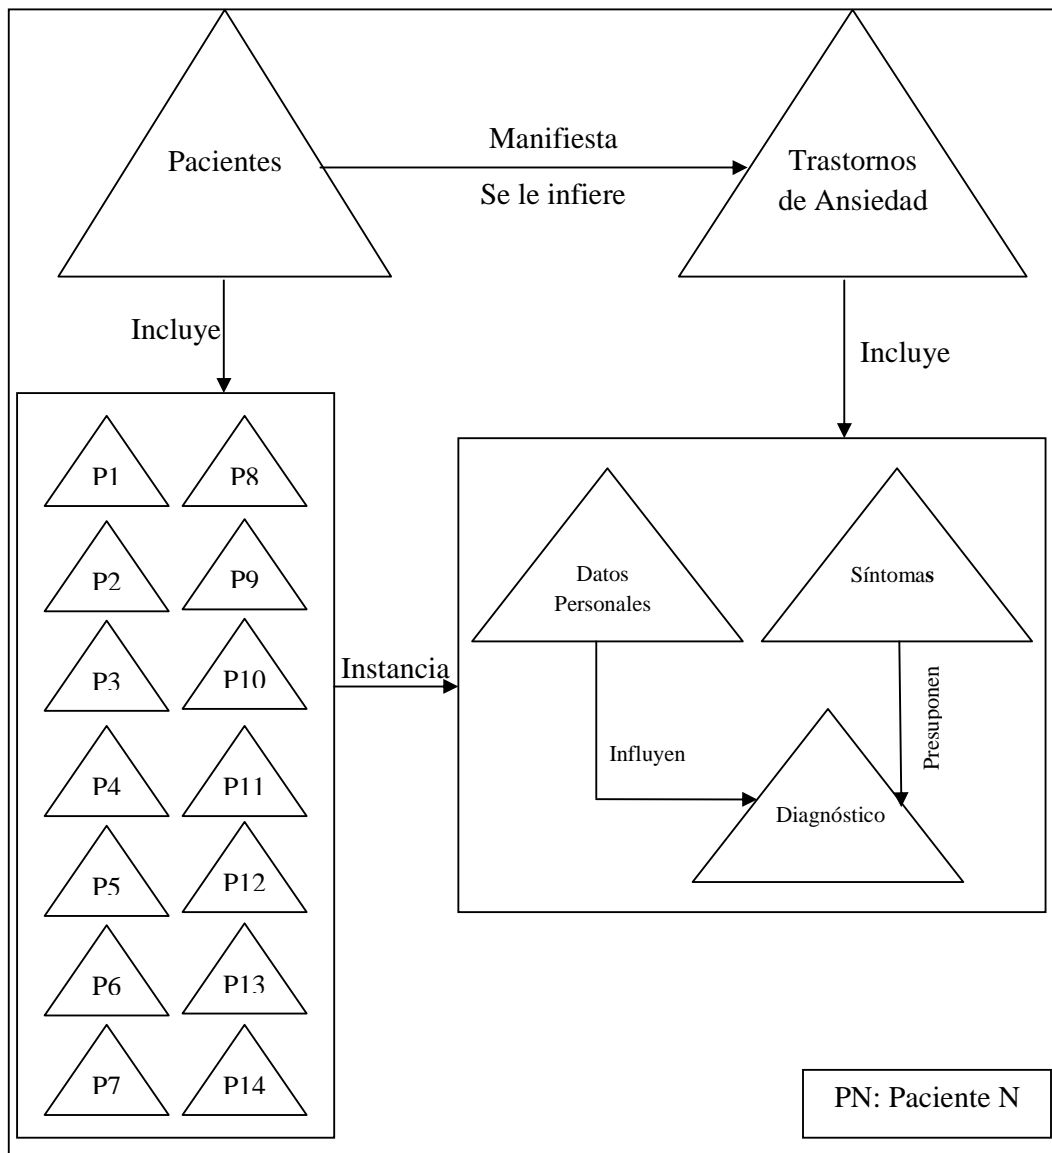 Pacientes
Manifiesta
Se le infiere
Trastornos
de Ansiedad
Incluye
Incluye
P1
P8
P2
P9
P3
P10
P4
P11
P5
P12
P6
P13
P7
P14
Instancia
Datos
Personales
Síntomas
Influyen
Presuponen
Diagnóstico
PN: Paciente N